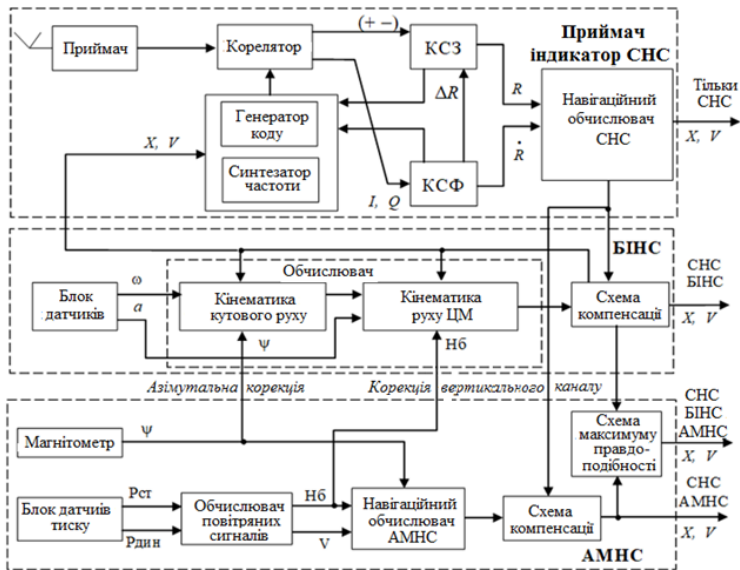 (+ −)
Приймач
Корелятор
КСЗ
Приймач
індикатор СНС
R
ΔR
Генератор
коду
Навігаційний
обчислювач
СНС
Тільки
СНС
X, V
X, V
Ṙ
Синтезатор
частоти
КСФ
I, Q
БІНС
Обчислювач
СНС
БІНС
ω
Блок
датчиків
a
Кінематика
кутового руху
Кінематика
руху ЦМ
Схема
компенсації
X, V
Ψ
Нб
Азімутальна корекція
Корекція вертикального каналу
СНС
БІНС
АМНС
Магнітометр
Ψ
Схема
максимуму
правдо-
подібності
X, V
СНС
АМНС
Блок датчиів
тиску
Рст
Рдин
Обчислювач
повітряних
сигналів
Нб
V
Навігаційний
обчислювач
АМНС
Схема
компенсації
X, V
АМНС